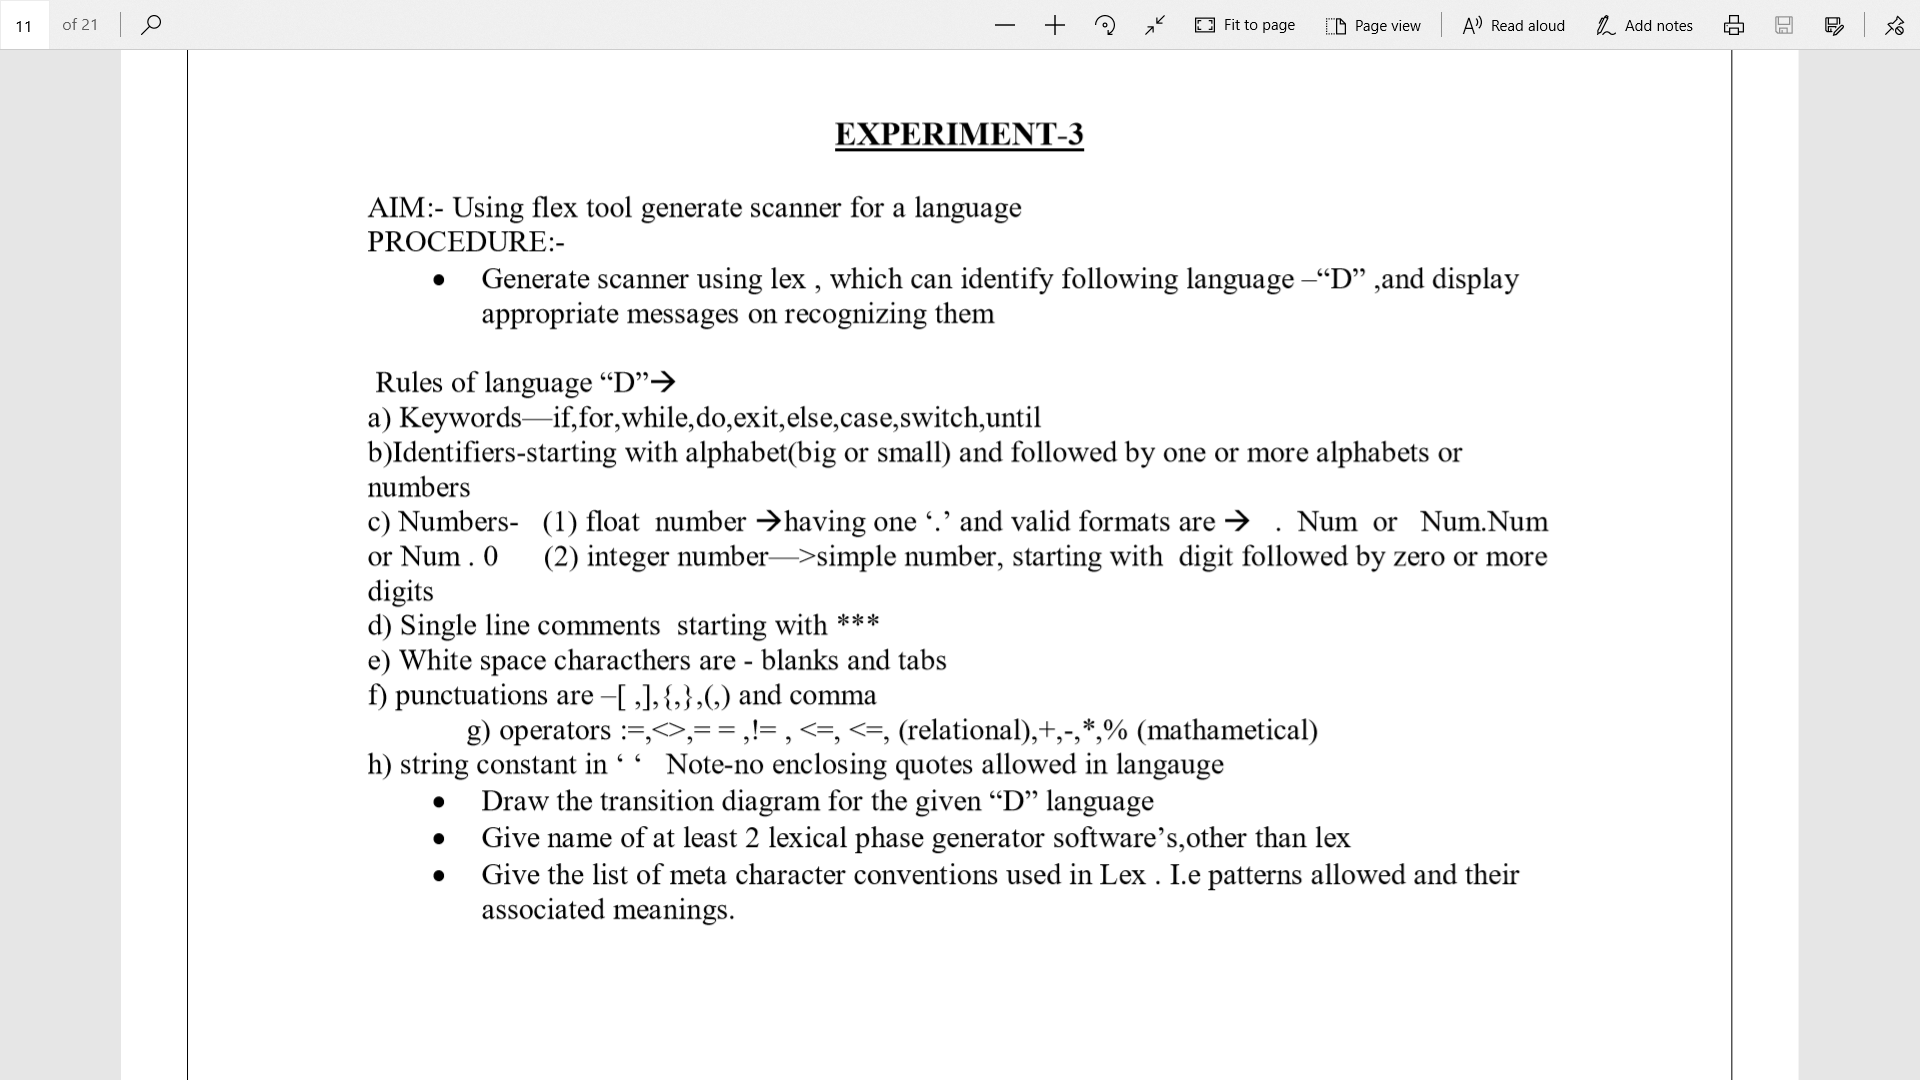 11 of 21 Fit to page Page view Read aloud Add notes
EXPERIMENT-3
AIM:- Using flex tool generate scanner for a language
PROCEDURE:-
• Generate scanner using lex , which can identify following language –“D” ,and display
appropriate messages on recognizing them
Rules of language “D”→
a) Keywords—if,for,while,do,exit,else,case,switch,until
b)Identifiers-starting with alphabet(big or small) and followed by one or more alphabets or
numbers
c) Numbers- (1) float number →having one ‘.’ and valid formats are → . Num or Num.Num
or Num . 0 (2) integer number—>simple number, starting with digit followed by zero or more
digits
d) Single line comments starting with ***
e) White space characthers are - blanks and tabs
f) punctuations are –[ ,],{,},(,) and comma
g) operators :=,<>,= = ,!= , <=, <=, (relational),+,-,*,% (mathametical)
h) string constant in ‘ ‘ Note-no enclosing quotes allowed in langauge
• Draw the transition diagram for the given “D” language
• Give name of at least 2 lexical phase generator software’s,other than lex
• Give the list of meta character conventions used in Lex . I.e patterns allowed and their
associated meanings.